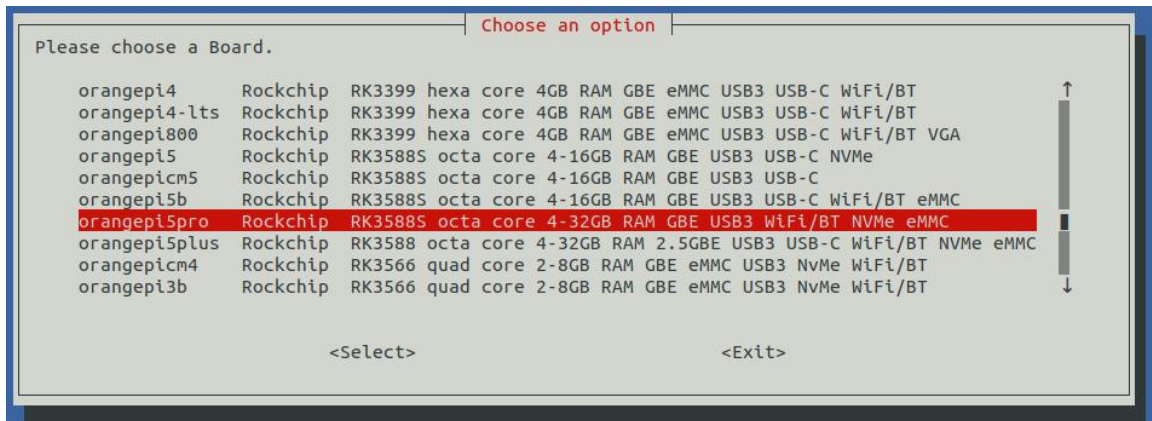 Choose an option
Please choose a Board.
orangepi4 Rockchip RK3399 hexa core 4GB RAM GBE eMMC USB3 USB-C WiFi/BT
orangepi4-lts Rockchip RK3399 hexa core 4GB RAM GBE eMMC USB3 USB-C WiFi/BT
orangepi800 Rockchip RK3399 hexa core 4GB RAM GBE eMMC USB3 USB-C WiFi/BT VGA
orangepi5 Rockchip RK3588S octa core 4-16GB RAM GBE USB3 USB-C NVMe
orangepicm5 Rockchip RK3588S octa core 4-16GB RAM GBE USB3 USB-C
orangepi5b Rockchip RK3588S octa core 4-16GB RAM GBE USB3 USB-C WiFi/BT eMMC
orangepi5pro Rockchip RK3588S octa core 4-32GB RAM GBE USB3 WiFi/BT NVMe eMMC
orangepi5plus Rockchip RK3588 octa core 4-32GB RAM 2.5GBE USB3 USB-C WiFi/BT NVMe eMMC
orangepicm4 Rockchip RK3566 quad core 2-8GB RAM GBE eMMC USB3 NvMe WiFi/BT
orangepi3b Rockchip RK3566 quad core 2-8GB RAM GBE eMMC USB3 NvMe WiFi/BT
<Select> <Exit>